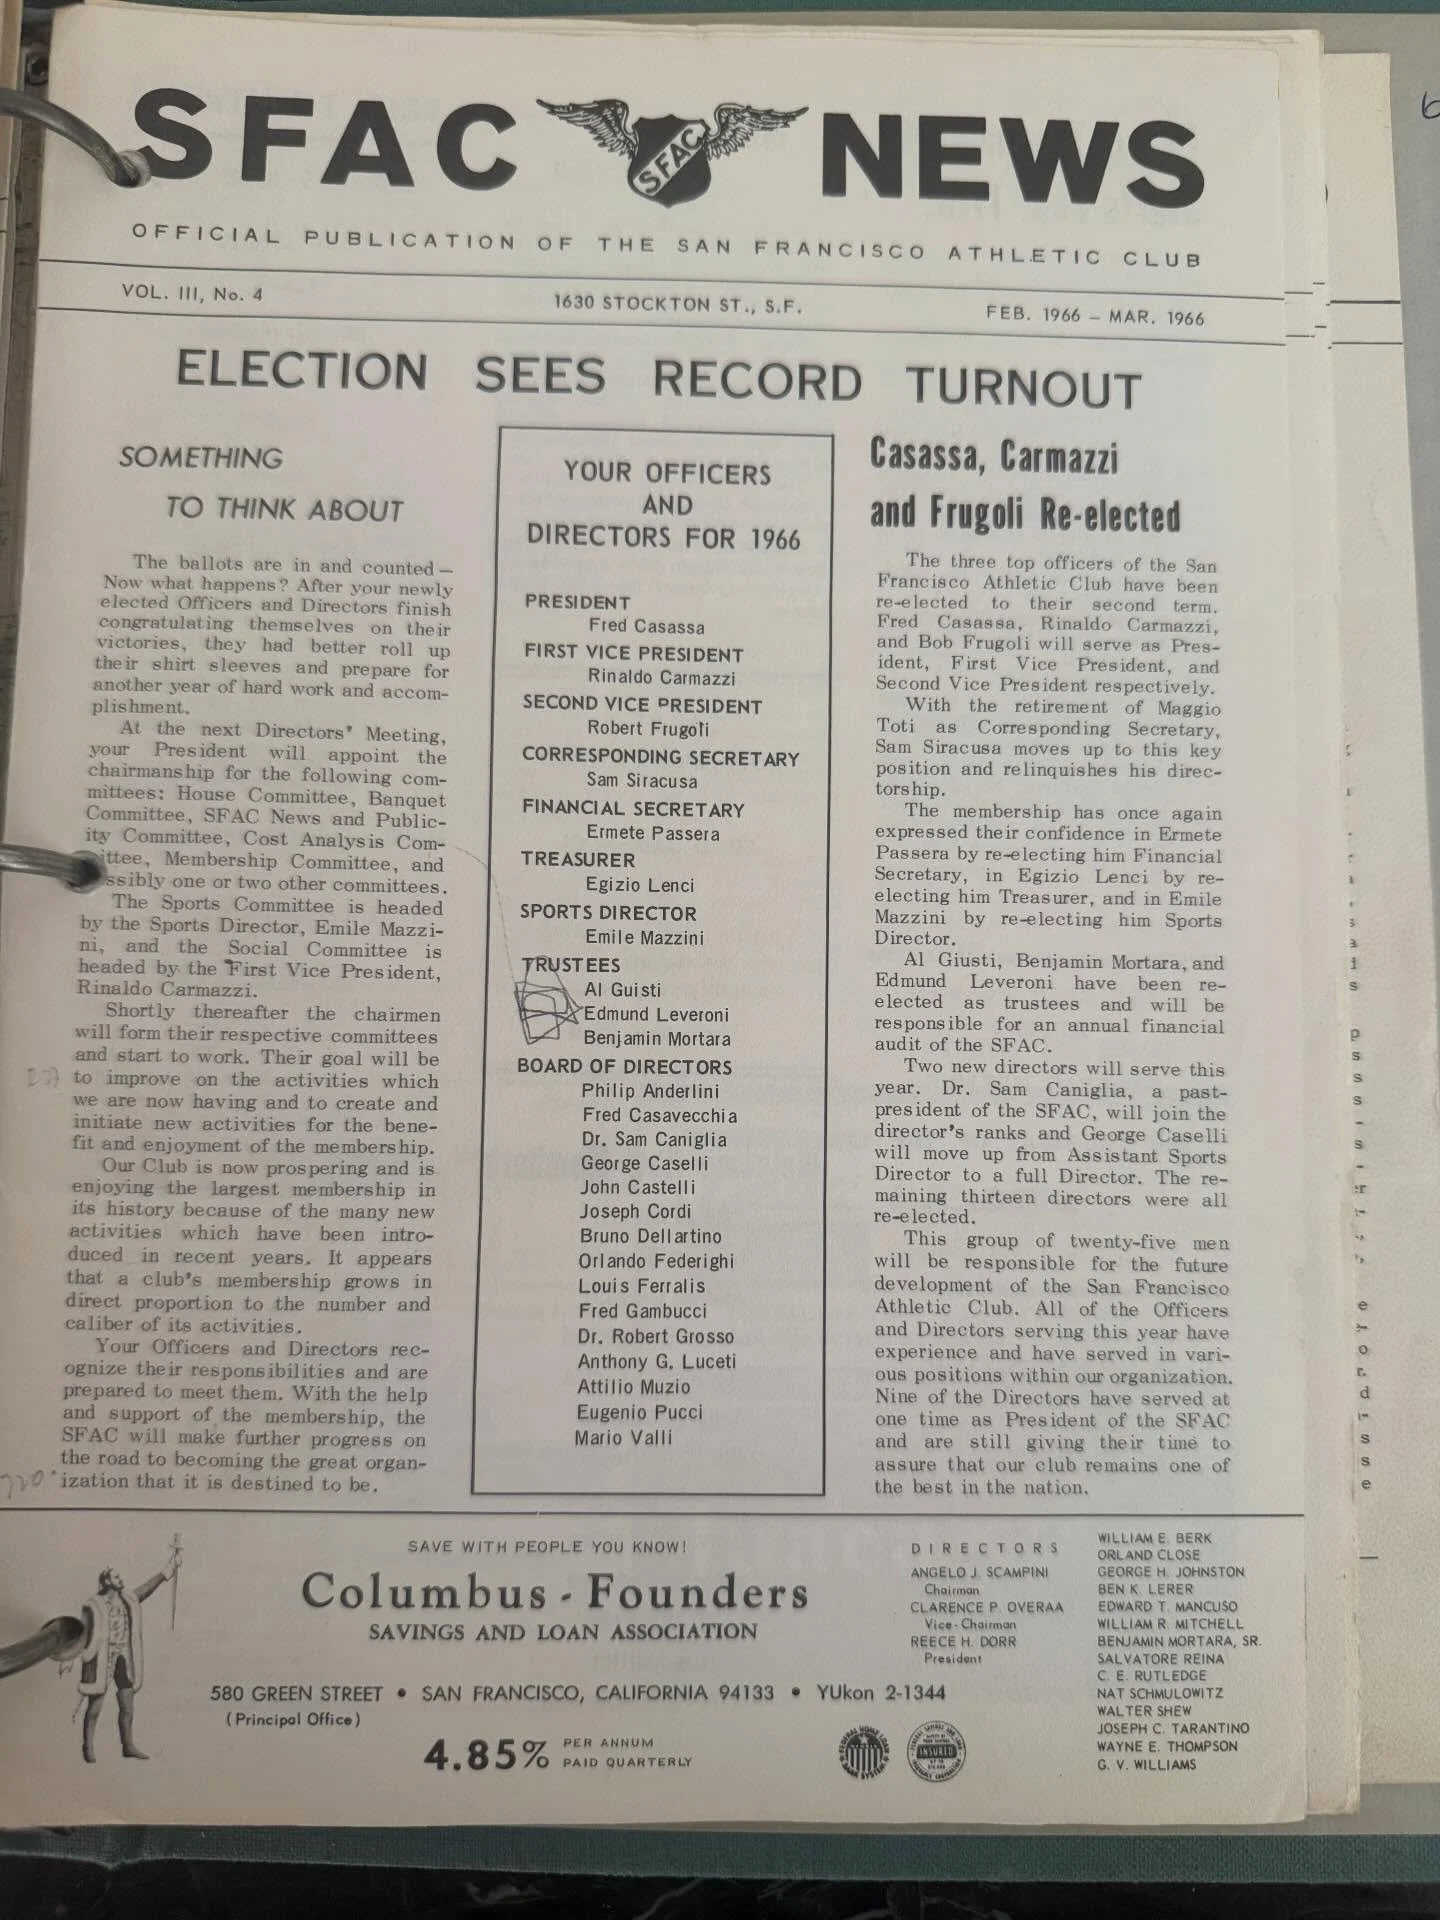 SFAC NEWS
SFAC
OFFICIAL PUBLICATION OF THE SAN FRANCISCO ATHLETIC CLUB
VOL. III, No. 4
1630 STOCKTON ST., S.F.
FEB. 1966 – MAR. 1966
ELECTION SEES RECORD TURNOUT
SOMETHING
TO THINK ABOUT
The ballots are in and counted —
Now what happens? After your newly
elected Officers and Directors finish
congratulating themselves on their
victories, they had better roll up
their shirt sleeves and prepare for
another year of hard work and accom-
plishment.
At the next Directors' Meeting,
your President will appoint the
chairmanship for the following com-
mittees: House Committee, Banquet
Committee, SFAC News and Public-
ity Committee, Cost Analysis Com-
ittee, Membership Committee, and
ssibly one or two other committees.
The Sports Committee is headed
by the Sports Director, Emile Mazzi-
ni, and the Social Committee is
headed by the First Vice President,
Rinaldo Carmazzi.
Shortly thereafter the chairmen
will form their respective committees
and start to work. Their goal will be
to improve on the activities which
we are now having and to create and
initiate new activities for the bene-
fit and enjoyment of the membership.
Our Club is now prospering and is
enjoying the largest membership in
its history because of the many new
activities which have been intro-
duced in recent years. It appears
that a club's membership grows in
direct proportion to the number and
caliber of its activities.
Your Officers and Directors rec-
ognize their responsibilities and are
prepared to meet them. With the help
and support of the membership, the
SFAC will make further progress on
the road to becoming the great organ-
ization that it is destined to be.
YOUR OFFICERS
AND
DIRECTORS FOR 1966
PRESIDENT
Fred Casassa
FIRST VICE PRESIDENT
Rinaldo Carmazzi
SECOND VICE PRESIDENT
Robert Frugoli
CORRESPONDING SECRETARY
Sam Siracusa
FINANCIAL SECRETARY
Ermete Passera
TREASURER
Egizio Lenci
SPORTS DIRECTOR
Emile Mazzini
TRUSTEES
Al Guisti
Edmund Leveroni
Benjamin Mortara
BOARD OF DIRECTORS
Philip Anderlini
Fred Casavecchia
Dr. Sam Caniglia
George Caselli
John Castelli
Joseph Cordi
Bruno Dellartino
Orlando Federighi
Louis Ferralis
Fred Gambucci
Dr. Robert Grosso
Anthony G. Luceti
Attilio Muzio
Eugenio Pucci
Mario Valli
Casassa, Carmazzi
and Frugoli Re-elected
The three top officers of the San
Francisco Athletic Club have been
re-elected to their second term.
Fred Casassa, Rinaldo Carmazzi,
and Bob Frugoli will serve as Pres-
ident, First Vice President, and
Second Vice President respectively.
With the retirement of Maggio
Toti as Corresponding Secretary,
Sam Siracusa moves up to this key
position and relinquishes his direc-
torship.
The membership has once again
expressed their confidence in Ermete
Passera by re-electing him Financial
Secretary, in Egizio Lenci by re-
electing him Treasurer, and in Emile
Mazzini by re-electing him Sports
Director.
Al Giusti, Benjamin Mortara, and
Edmund Leveroni have been re-
elected as trustees and will be
responsible for an annual financial
audit of the SFAC.
Two new directors will serve this
year. Dr. Sam Caniglia, a past-
president of the SFAC, will join the
director's ranks and George Caselli
will move up from Assistant Sports
Director to a full Director. The re-
maining thirteen directors were all
re-elected.
This group of twenty-five men
will be responsible for the future
development of the San Francisco
Athletic Club. All of the Officers
and Directors serving this year have
experience and have served in vari-
ous positions within our organization.
Nine of the Directors have served at
one time as President of the SFAC
and are still giving their time to
assure that our club remains one of
the best in the nation.
SAVE WITH PEOPLE YOU KNOW!
Columbus - Founders
SAVINGS AND LOAN ASSOCIATION
580 GREEN STREET • SAN FRANCISCO, CALIFORNIA 94133 • YUkon 2-1344
(Principal Office)
4.85% PER ANNUM
PAID QUARTERLY
INSURED
DIRECTORS
ANGELO J. SCAMPINI
Chairman
CLARENCE P. OVERAA
Vice-Chairman
REECE H. DORR
President
WILLIAM E. BERK
ORLAND CLOSE
GEORGE H. JOHNSTON
BEN K. LERER
EDWARD T. MANCUSO
WILLIAM R. MITCHELL
BENJAMIN MORTARA, SR.
SALVATORE REINA
C. E. RUTLEDGE
NAT SCHMULOWITZ
WALTER SHEW
JOSEPH C. TARANTINO
WAYNE E. THOMPSON
G. V. WILLIAMS